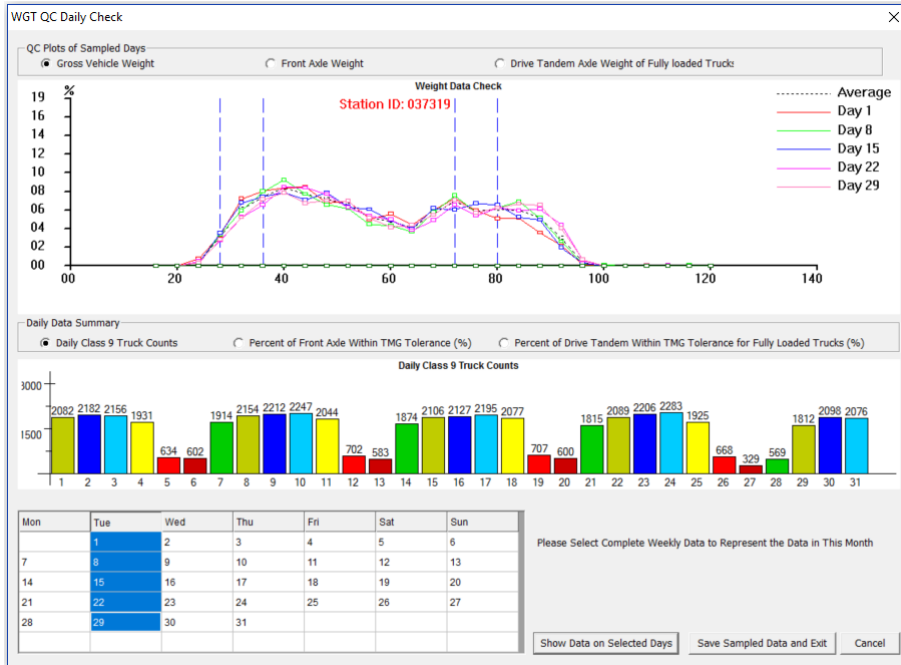 WGT QC Daily Check
QC Plots of Sampled Days
Gross Vehicle Weight Front Axle Weight Drive Tandem Axle Weight of Fully loaded Trucks
Weight Data Check
%
Station ID: 037319
19
16
14
12
10
08
06
04
02
00
00 20 40 60 80 100 120 140
Average
Day 1
Day 8
Day 15
Day 22
Day 29
Daily Data Summary
Daily Class 9 Truck Counts Percent of Front Axle Within TMG Tolerance (%) Percent of Drive Tandem Within TMG Tolerance for Fully Loaded Trucks (%)
Daily Class 9 Truck Counts
3000
1500
2082 2182 2156 1931 634 602 1914 2154 2212 2247 2044 702 583 1874 2106 2127 2195 2077 707 600 1815 2089 2206 2283 1925 668 329 569 1812 2098 2076
1 2 3 4 5 6 7 8 9 10 11 12 13 14 15 16 17 18 19 20 21 22 23 24 25 26 27 28 29 30 31
Mon Tue Wed Thu Fri Sat Sun
1 2 3 4 5 6
7 8 9 10 11 12 13
14 15 16 17 18 19 20
21 22 23 24 25 26 27
28 29 30 31
Please Select Complete Weekly Data to Represent the Data in This Month
Show Data on Selected Days Save Sampled Data and Exit Cancel